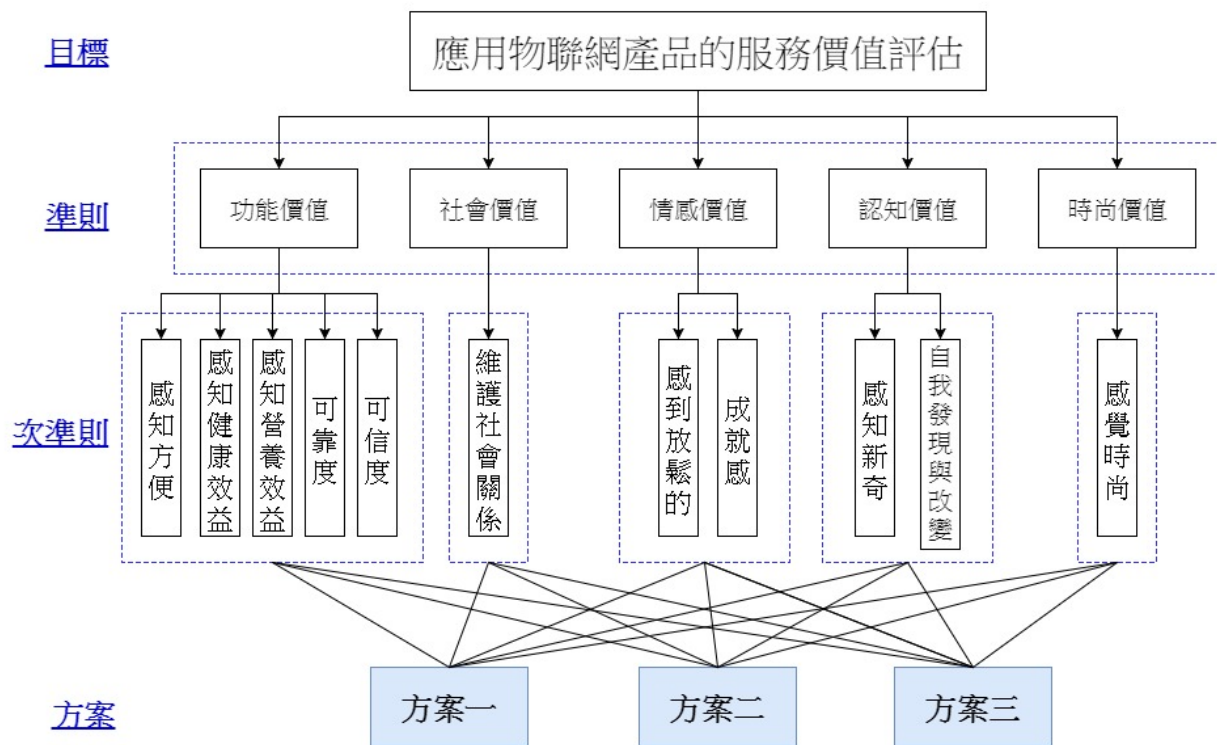 目標
應用物聯網產品的服務價值評估
準則
功能價值
社會價值
情感價值
認知價值
時尚價值
次準則
感知方便
感知健康效益
感知營養效益
可靠度
可信度
維護社會關係
感到放鬆的
成就感
感知新奇
自我發現與改變
感覺時尚
方案
方案一
方案二
方案三